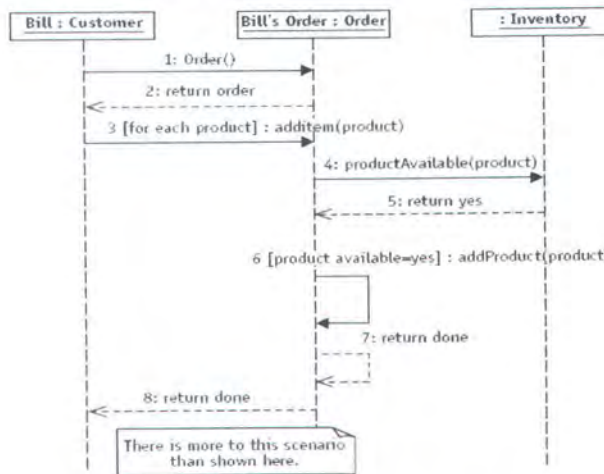 Bill : Customer
Bill's Order : Order
: Inventory
1: Order()
2: return order
3 [for each product] : additem(product)
4: productAvailable(product)
5: return yes
6 [product available=yes] : addProduct(product
7: return done
8: return done
There is more to this scenario
than shown here.